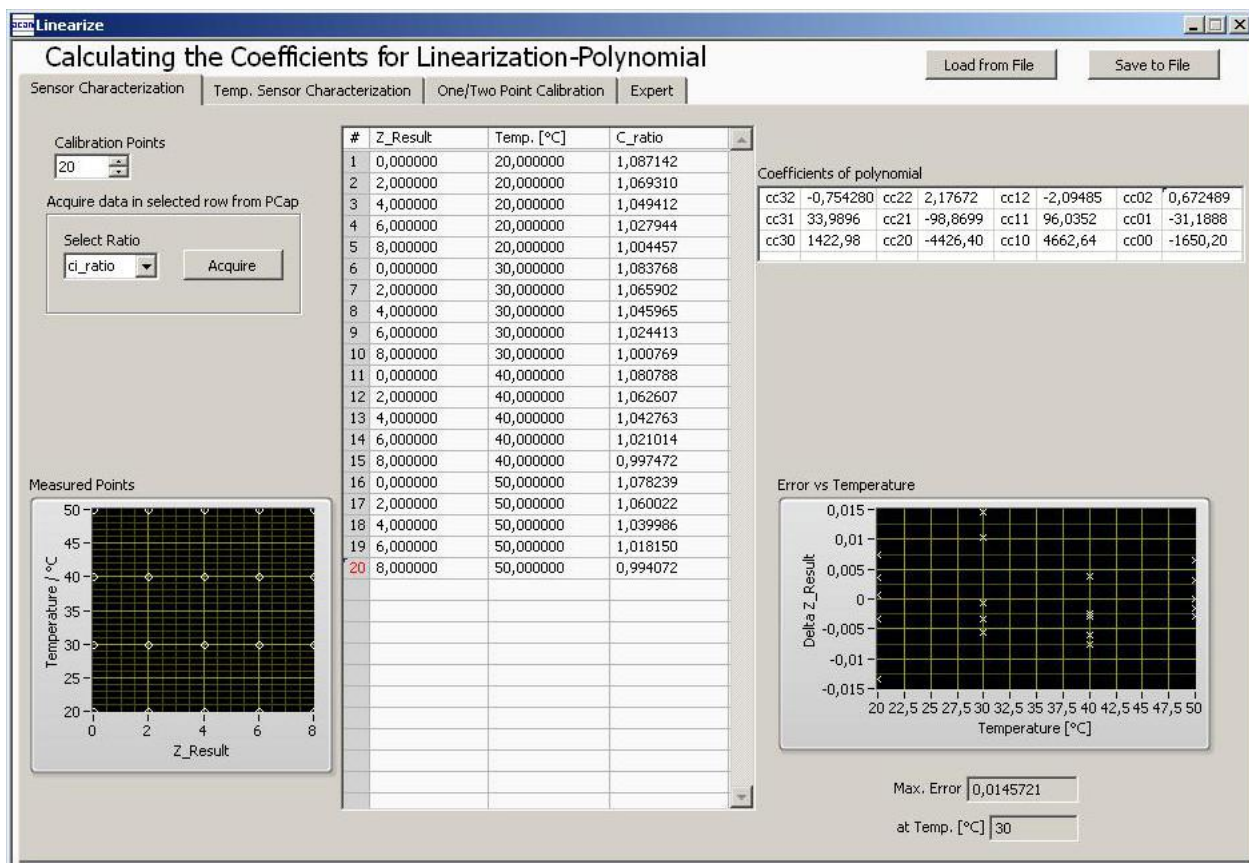 acam Linearize
Calculating the Coefficients for Linearization-Polynomial
Load from File
Save to File
Sensor Characterization
Temp. Sensor Characterization
One/Two Point Calibration
Expert
Calibration Points
20
Acquire data in selected row from PCap
Select Ratio
ci_ratio
Acquire
# Z_Result Temp. [°C] C_ratio
1 0,000000 20,000000 1,087142
2 2,000000 20,000000 1,069310
3 4,000000 20,000000 1,049412
4 6,000000 20,000000 1,027944
5 8,000000 20,000000 1,004457
6 0,000000 30,000000 1,083768
7 2,000000 30,000000 1,065902
8 4,000000 30,000000 1,045965
9 6,000000 30,000000 1,024413
10 8,000000 30,000000 1,000769
11 0,000000 40,000000 1,080788
12 2,000000 40,000000 1,062607
13 4,000000 40,000000 1,042763
14 6,000000 40,000000 1,021014
15 8,000000 40,000000 0,997472
16 0,000000 50,000000 1,078239
17 2,000000 50,000000 1,060022
18 4,000000 50,000000 1,039986
19 6,000000 50,000000 1,018150
20 8,000000 50,000000 0,994072
Coefficients of polynomial
cc32 -0,754280 cc22 2,17672 cc12 -2,09485 cc02 0,672489
cc31 33,9896 cc21 -98,8699 cc11 96,0352 cc01 -31,1888
cc30 1422,98 cc20 -4426,40 cc10 4662,64 cc00 -1650,20
Measured Points
Temperature / °C
50
45
40
35
30
25
20
0 2 4 6 8
Z_Result
Error vs Temperature
Delta Z_Result
0,015
0,01
0,005
0
-0,005
-0,01
-0,015
20 22,5 25 27,5 30 32,5 35 37,5 40 42,5 45 47,5 50
Temperature [°C]
Max. Error 0,0145721
at Temp. [°C] 30